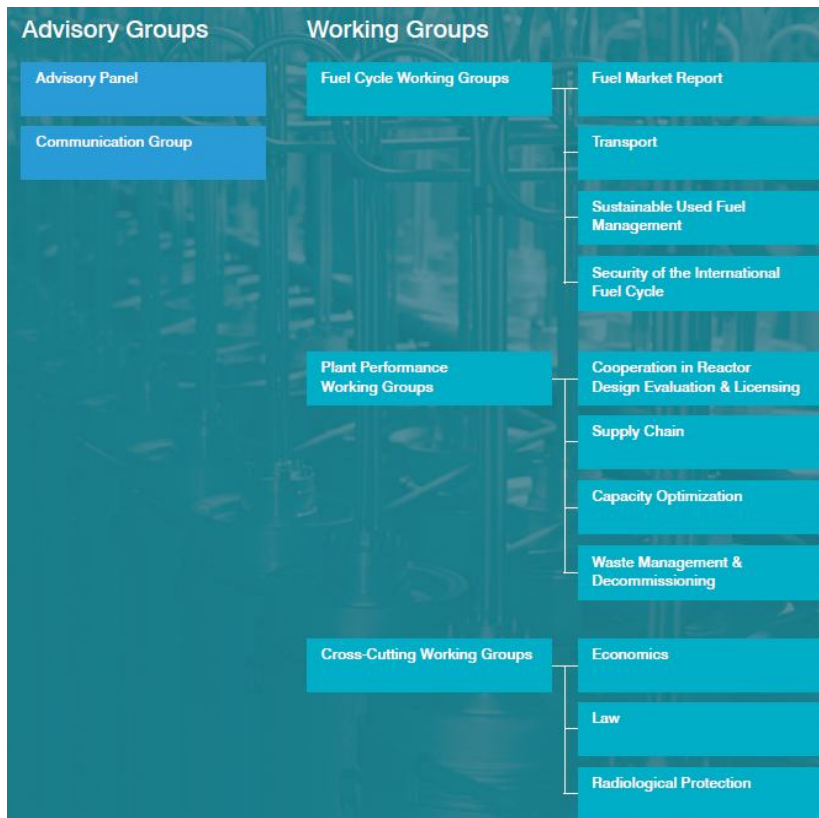 Advisory Groups
Working Groups
Advisory Panel
Communication Group
Fuel Cycle Working Groups
Fuel Market Report
Transport
Sustainable Used Fuel
Management
Security of the International
Fuel Cycle
Plant Performance
Working Groups
Cooperation in Reactor
Design Evaluation & Licensing
Supply Chain
Capacity Optimization
Waste Management &
Decommissioning
Cross-Cutting Working Groups
Economics
Law
Radiological Protection